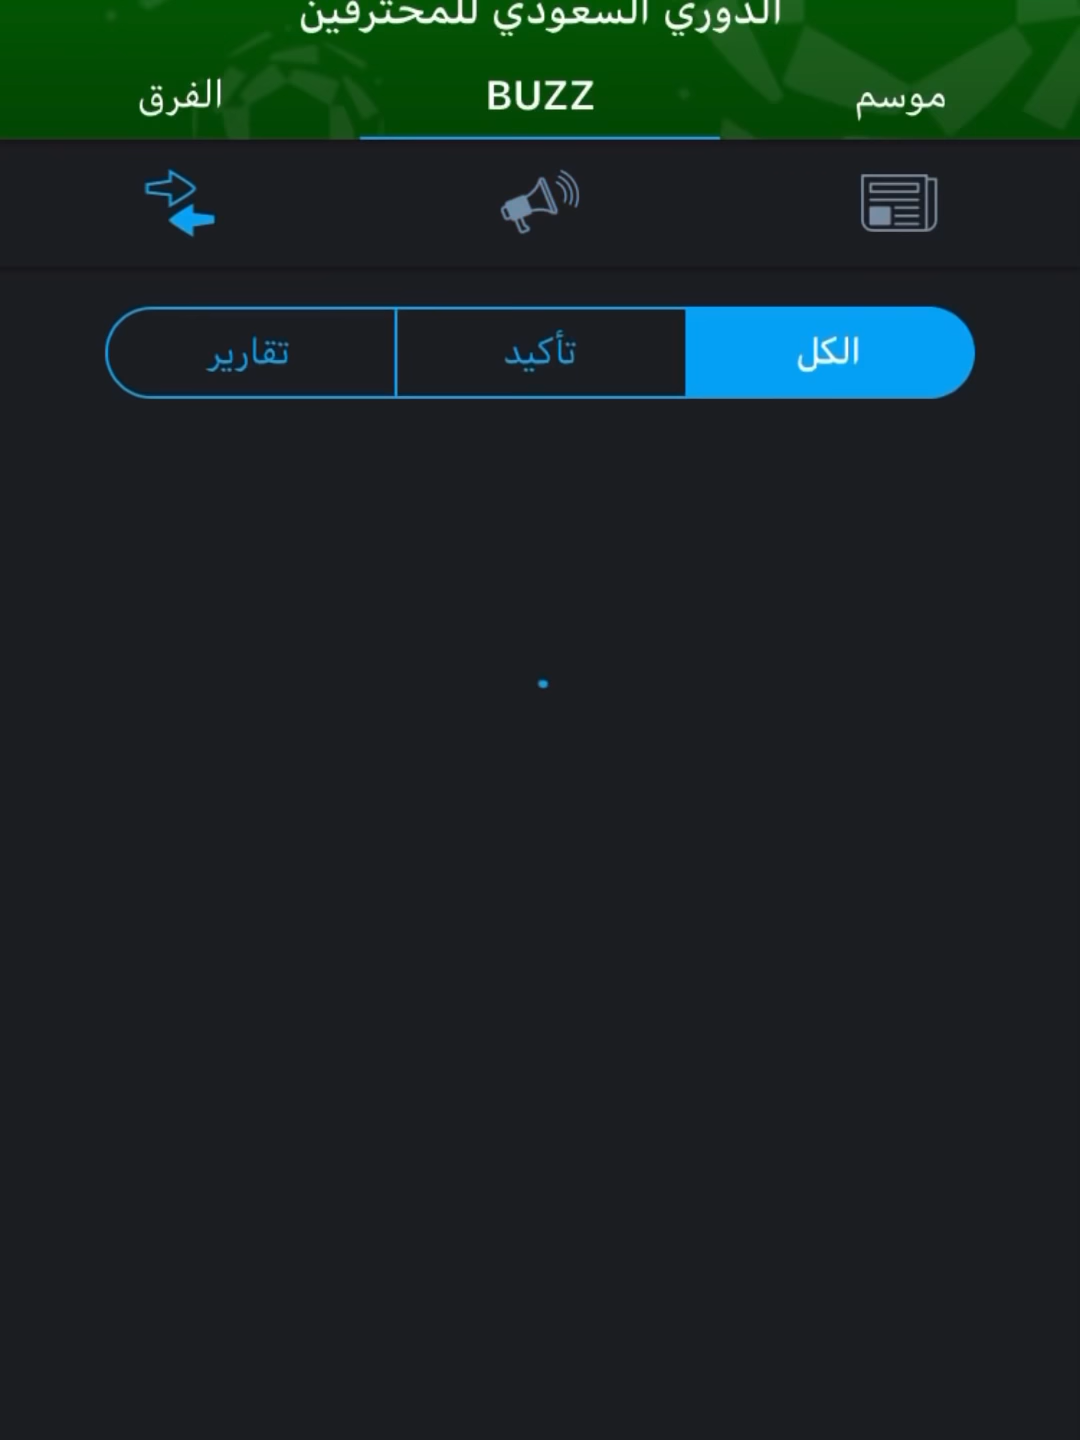 الدوري السعودي للمحترفين
موسم
BUZZ
الفرق
الكل
تأكيد
تقارير